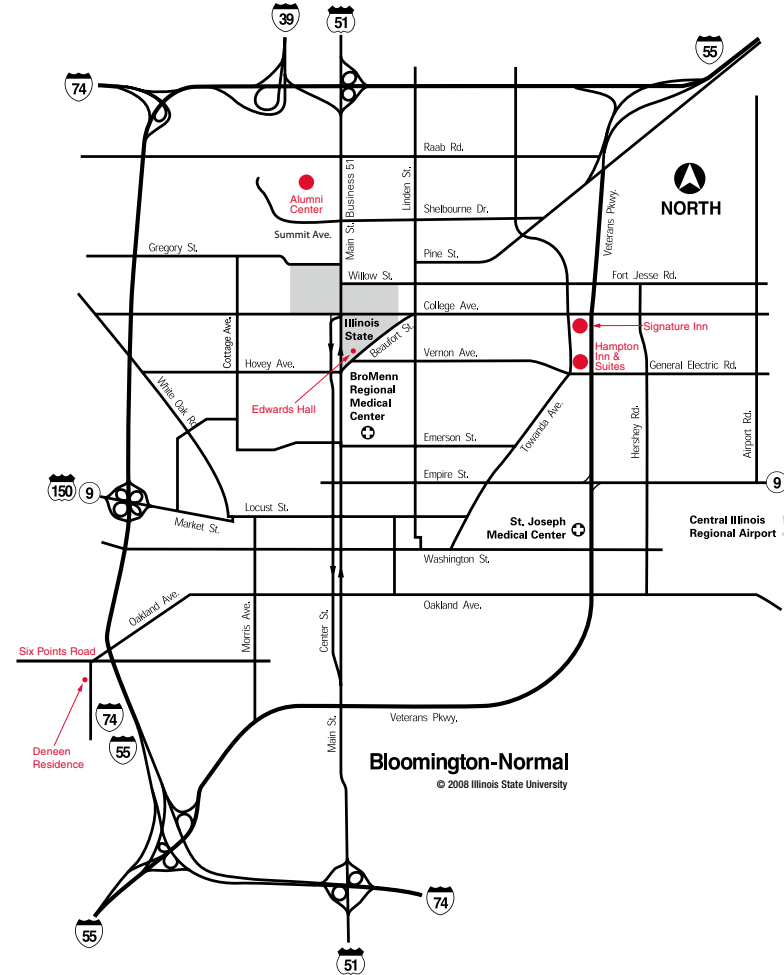 39
51
55
74
Raab Rd.
Alumni
Center
Main St. Business 51
Linden St.
Shelbourne Dr.
NORTH
Veterans Pkwy.
Summit Ave.
Gregory St.
Pine St.
Willow St.
Fort Jesse Rd.
College Ave.
Illinois
State
Signature Inn
Beaufort St.
Cottage Ave.
Hampton
Inn &
Suites
Hovey Ave.
Vernon Ave.
General Electric Rd.
BroMenn
Regional
Medical
Center
White Oak Rd.
Edwards Hall
Towanda Ave.
Hershey Rd.
Airport Rd.
Emerson St.
Empire St.
150
9
9
Locust St.
Market St.
St. Joseph
Medical Center
Central Illinois
Regional Airport
Washington St.
Oakland Ave.
Oakland Ave.
Morris Ave.
Center St.
Six Points Road
74
55
Veterans Pkwy.
Main St.
Deneen
Residence
Bloomington-Normal
© 2008 Illinois State University
74
55
51